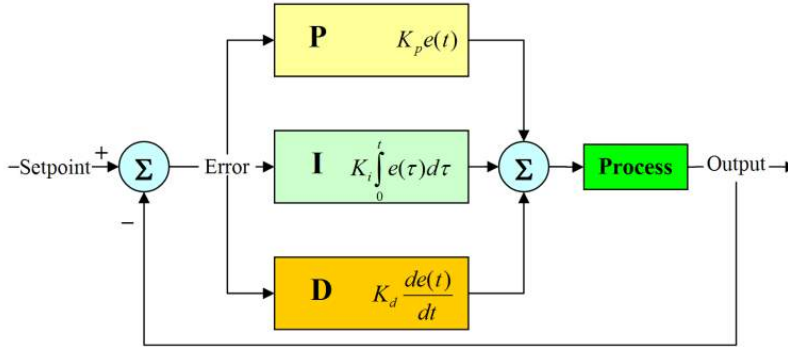 P K_p e(t)
−Setpoint + Σ Error I K_i ∫_0^t e(τ)dτ Σ Process Output
−
D K_d de(t)/dt